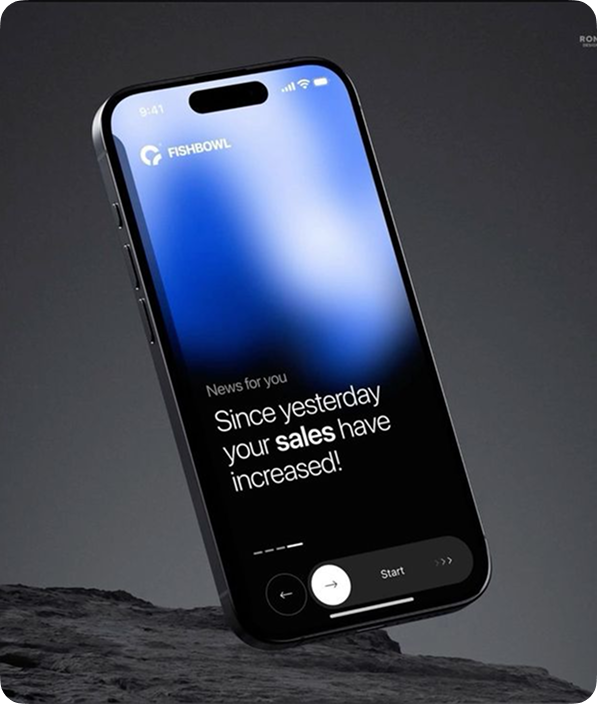 9:41
FISHBOWL
News for you
Since yesterday
your sales have
increased!
Start